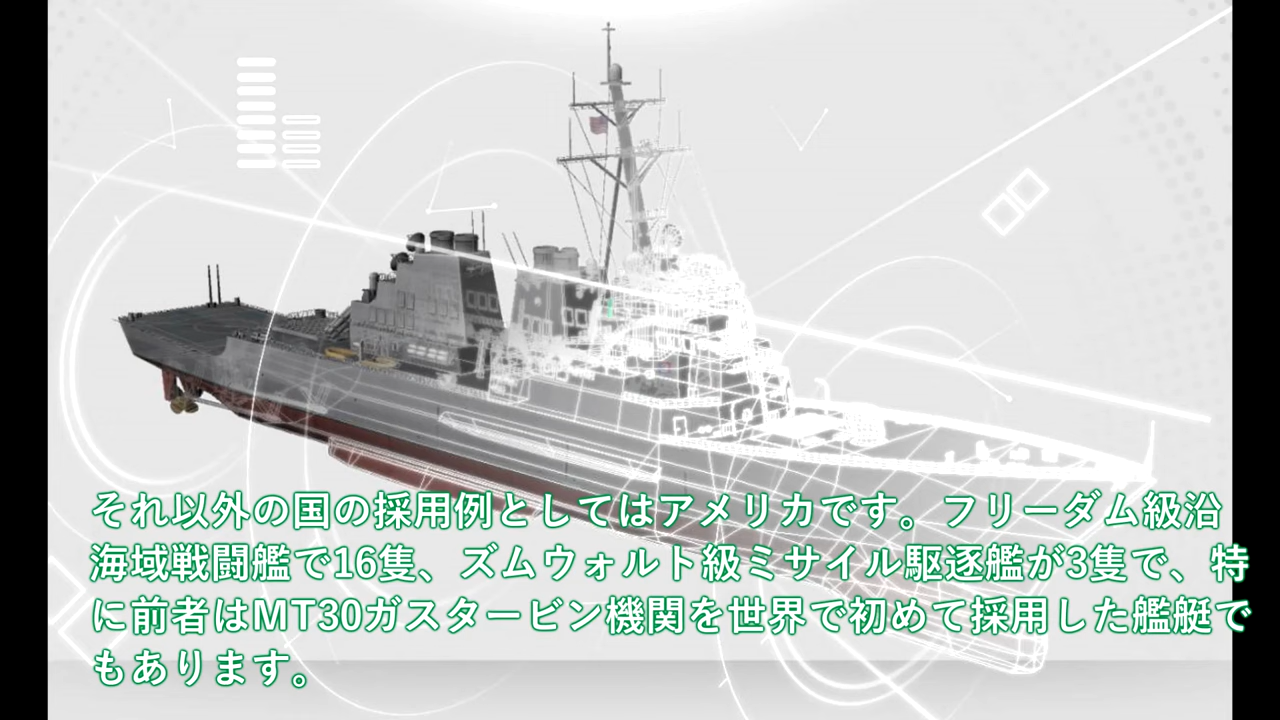 それ以外の国の採用例としてはアメリカです。フリーダム級沿
海域戦闘艦で16隻、ズムウォルト級ミサイル駆逐艦が3隻で、特
に前者はMT30ガスタービン機関を世界で初めて採用した艦艇で
もあります。